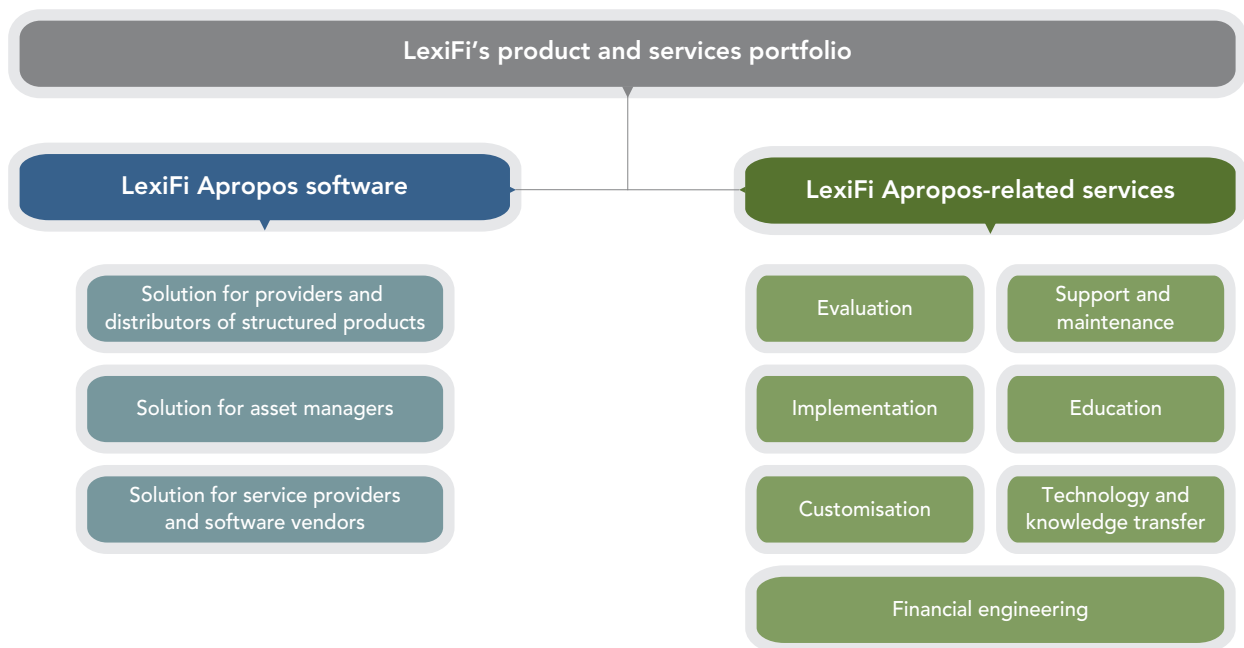 LexiFi’s product and services portfolio
LexiFi Apropos software
LexiFi Apropos-related services
Solution for providers and
distributors of structured products
Solution for asset managers
Solution for service providers
and software vendors
Evaluation
Support and
maintenance
Implementation
Education
Customisation
Technology and
knowledge transfer
Financial engineering